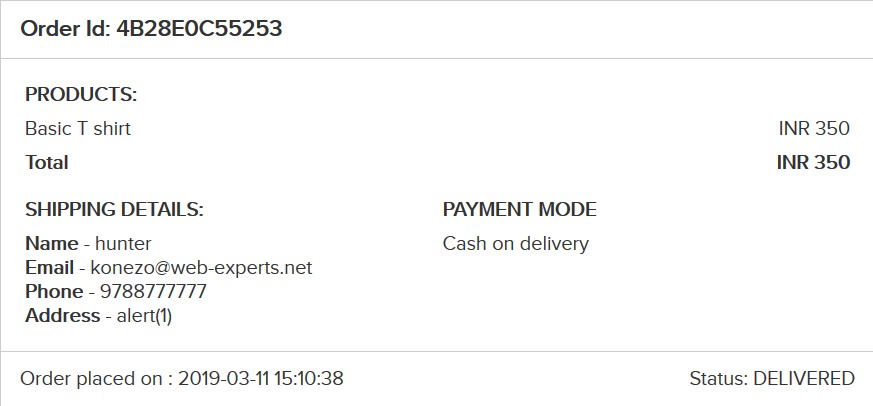 Order Id: 4B28E0C55253
PRODUCTS:
Basic T shirt INR 350
Total INR 350
SHIPPING DETAILS:
Name - hunter
Email - konezo@web-experts.net
Phone - 9788777777
Address - alert(1)
PAYMENT MODE
Cash on delivery
Order placed on : 2019-03-11 15:10:38
Status: DELIVERED